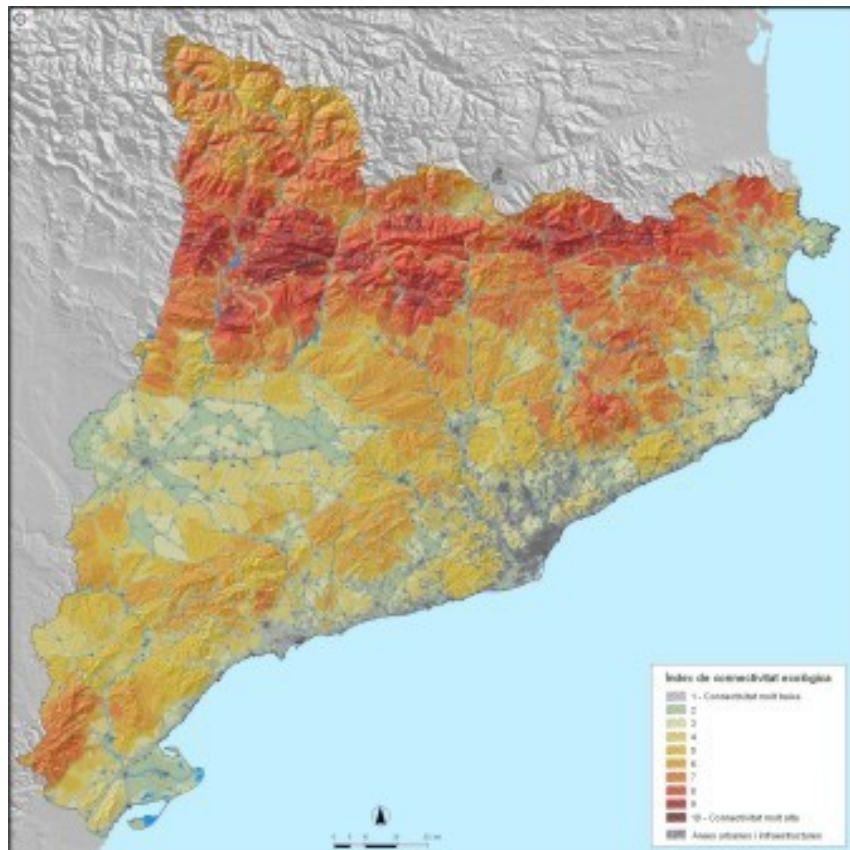 Índex de connectivitat ecològica
1 - Connectivitat molt baixa
2
3
4
5
6
7
8
9
10 - Connectivitat molt alta
Àrees urbanes i infraestructures